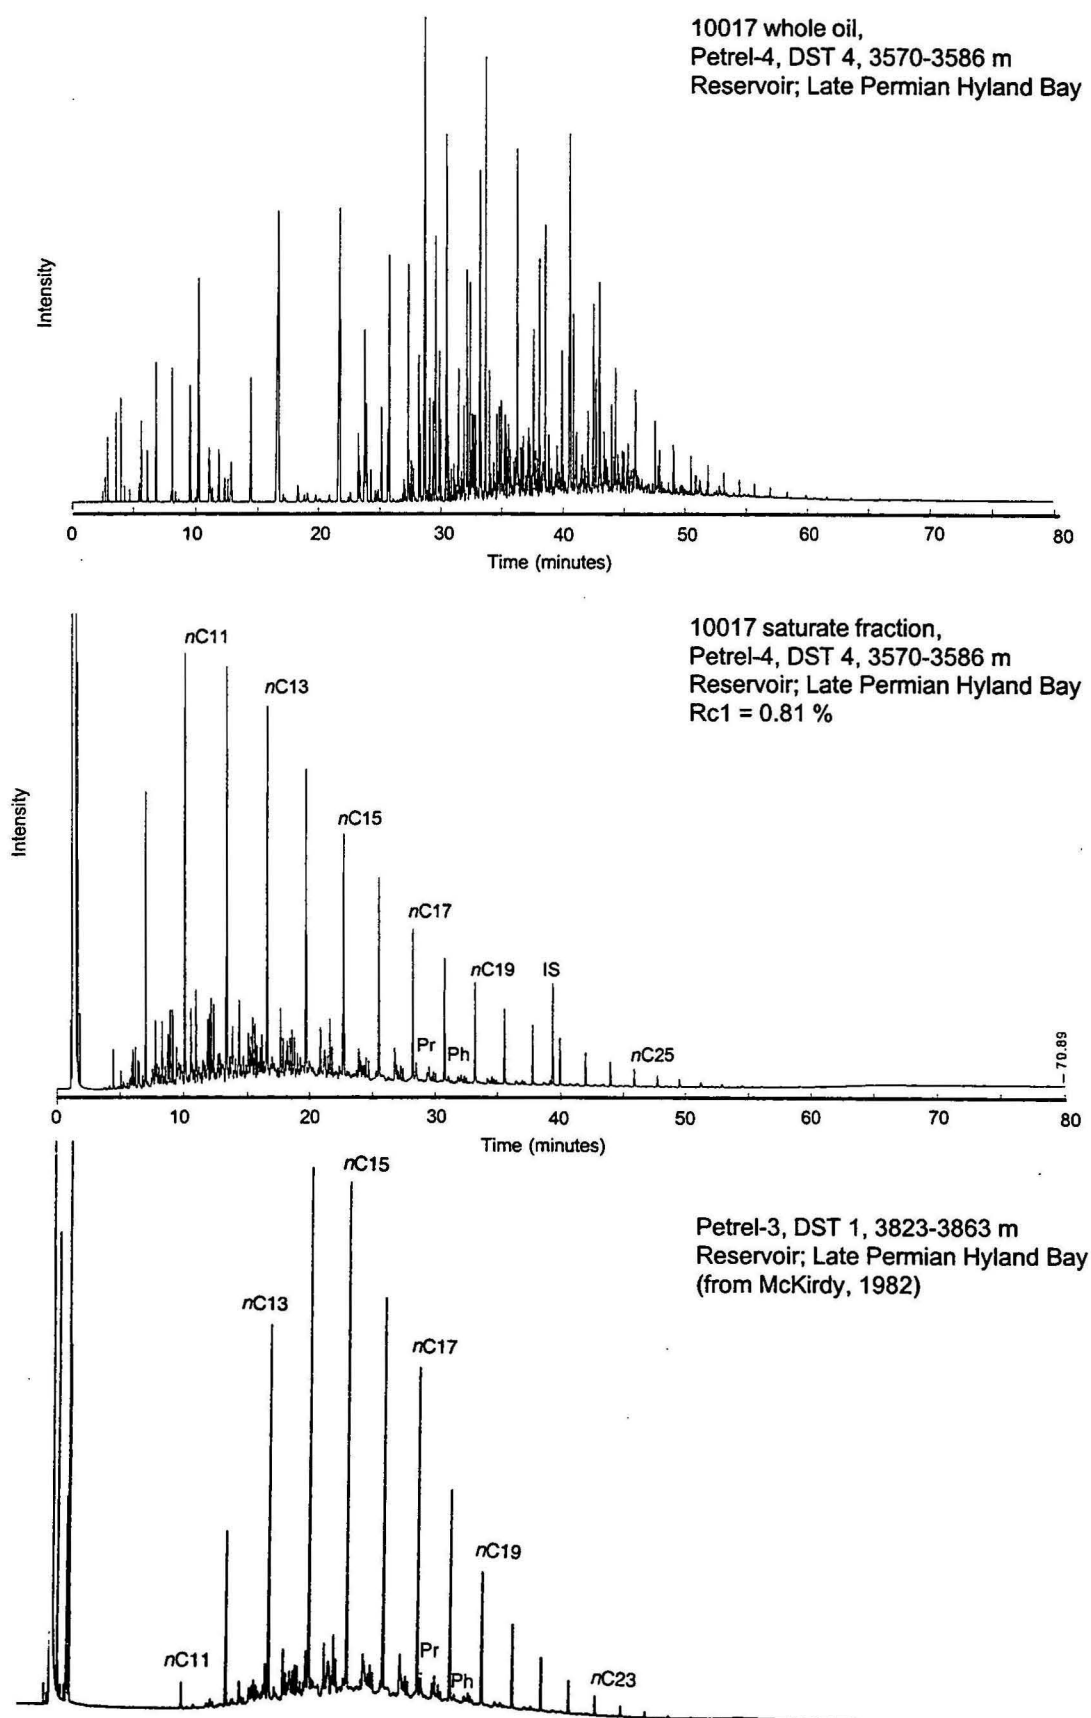 10017 whole oil,
Petrel-4, DST 4, 3570-3586 m
Reservoir; Late Permian Hyland Bay
Intensity
0 10 20 30 40 50 60 70 80
Time (minutes)
10017 saturate fraction,
Petrel-4, DST 4, 3570-3586 m
Reservoir; Late Permian Hyland Bay
Rc1 = 0.81 %
nC11
nC13
nC15
nC17
nC19
IS
Pr
Ph
nC25
70.89
Intensity
0 10 20 30 40 50 60 70 80
Time (minutes)
Petrel-3, DST 1, 3823-3863 m
Reservoir; Late Permian Hyland Bay
(from McKirdy, 1982)
nC15
nC13
nC17
nC19
Pr
nC11
Ph
nC23